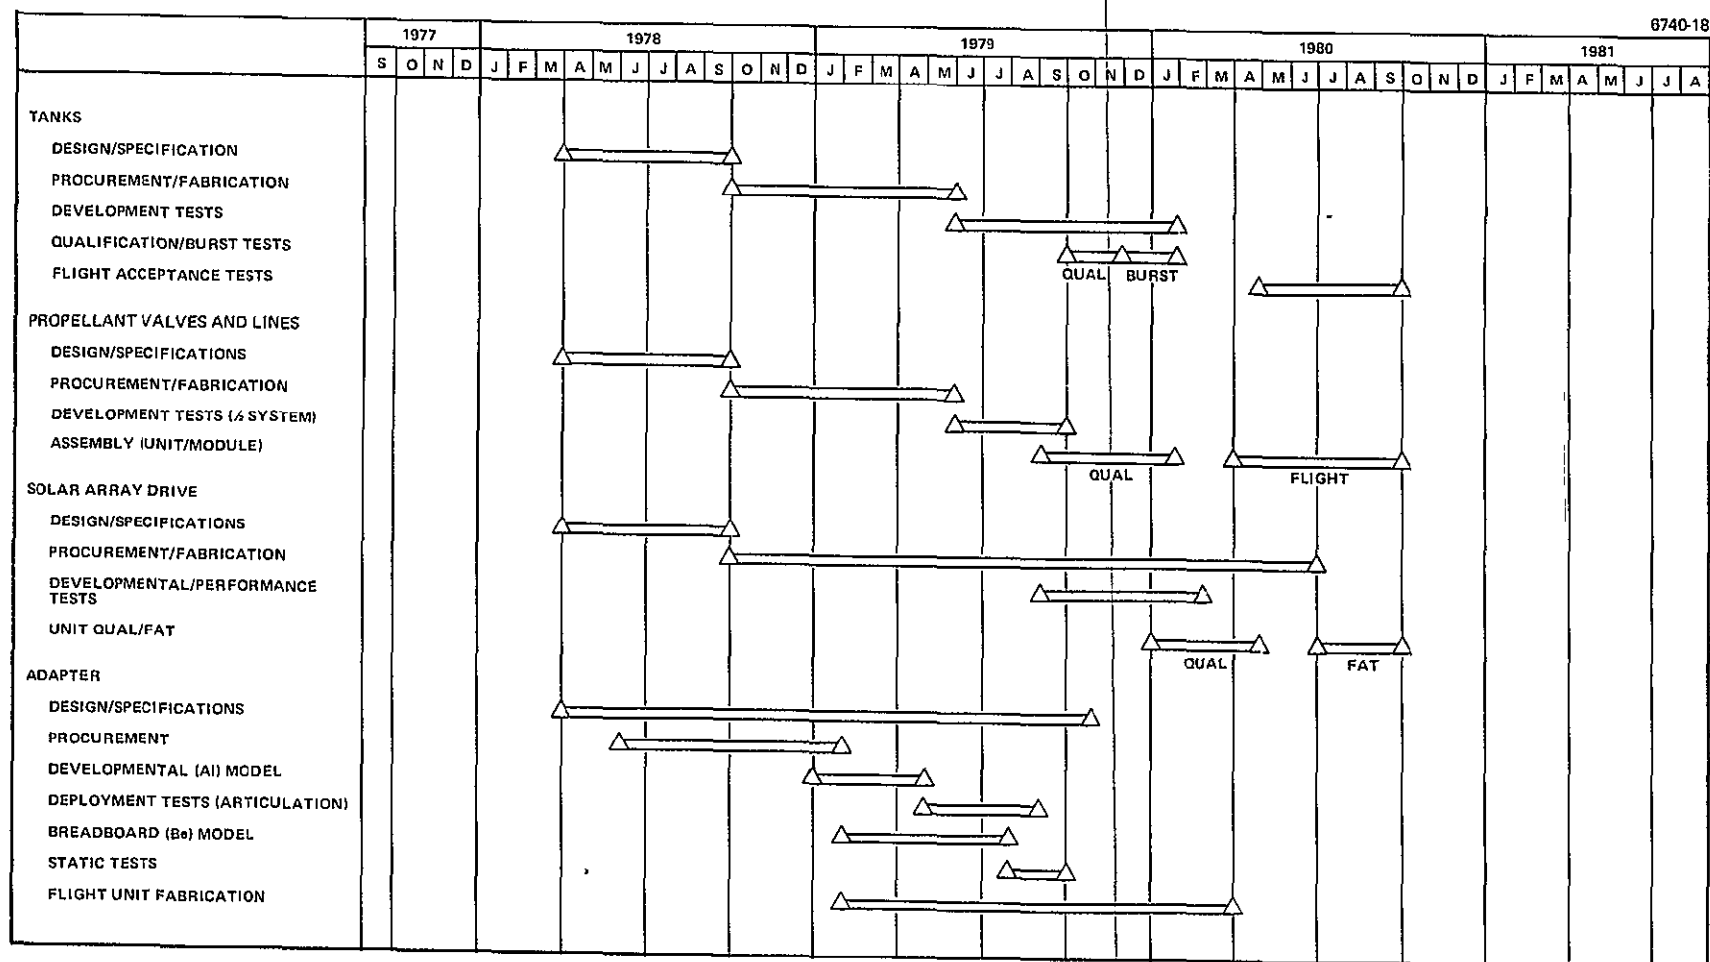 6740-18
1977 1978 1979 1980 1981
S O N D J F M A M J J A S O N D J F M A M J J A S O N D J F M A M J J A S O N D J F M A M J J A
TANKS
DESIGN/SPECIFICATION
PROCUREMENT/FABRICATION
DEVELOPMENT TESTS
QUALIFICATION/BURST TESTS
QUAL BURST
FLIGHT ACCEPTANCE TESTS
PROPELLANT VALVES AND LINES
DESIGN/SPECIFICATIONS
PROCUREMENT/FABRICATION
DEVELOPMENT TESTS ( SYSTEM)
ASSEMBLY (UNIT/MODULE)
QUAL FLIGHT
SOLAR ARRAY DRIVE
DESIGN/SPECIFICATIONS
PROCUREMENT/FABRICATION
DEVELOPMENTAL/PERFORMANCE
TESTS
UNIT QUAL/FAT
QUAL FAT
ADAPTER
DESIGN/SPECIFICATIONS
PROCUREMENT
DEVELOPMENTAL (Al) MODEL
DEPLOYMENT TESTS (ARTICULATION)
BREADBOARD (Be) MODEL
STATIC TESTS
FLIGHT UNIT FABRICATION